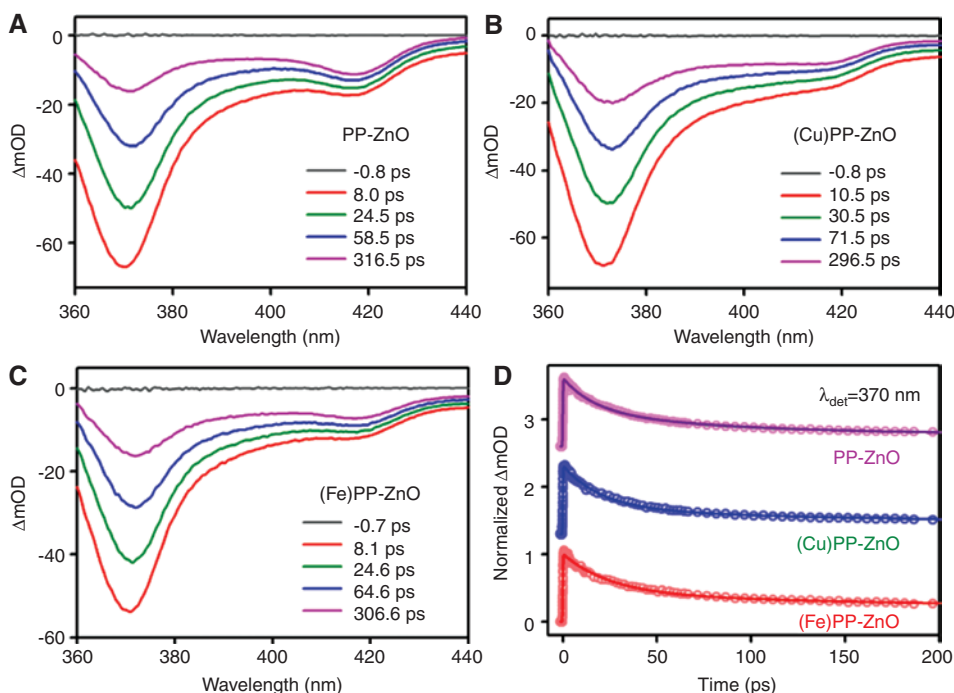 A
0
-20
-40
-60
ΔmOD
PP-ZnO
-0.8 ps
8.0 ps
24.5 ps
58.5 ps
316.5 ps
360 380 400 420 440
Wavelength (nm)
B
0
-20
-40
-60
ΔmOD
(Cu)PP-ZnO
-0.8 ps
10.5 ps
30.5 ps
71.5 ps
296.5 ps
360 380 400 420 440
Wavelength (nm)
C
0
-20
-40
-60
ΔmOD
(Fe)PP-ZnO
-0.7 ps
8.1 ps
24.6 ps
64.6 ps
306.6 ps
360 380 400 420 440
Wavelength (nm)
D
3
2
1
0
Normalized ΔmOD
λdet=370 nm
PP-ZnO
(Cu)PP-ZnO
(Fe)PP-ZnO
0 50 100 150 200
Time (ps)